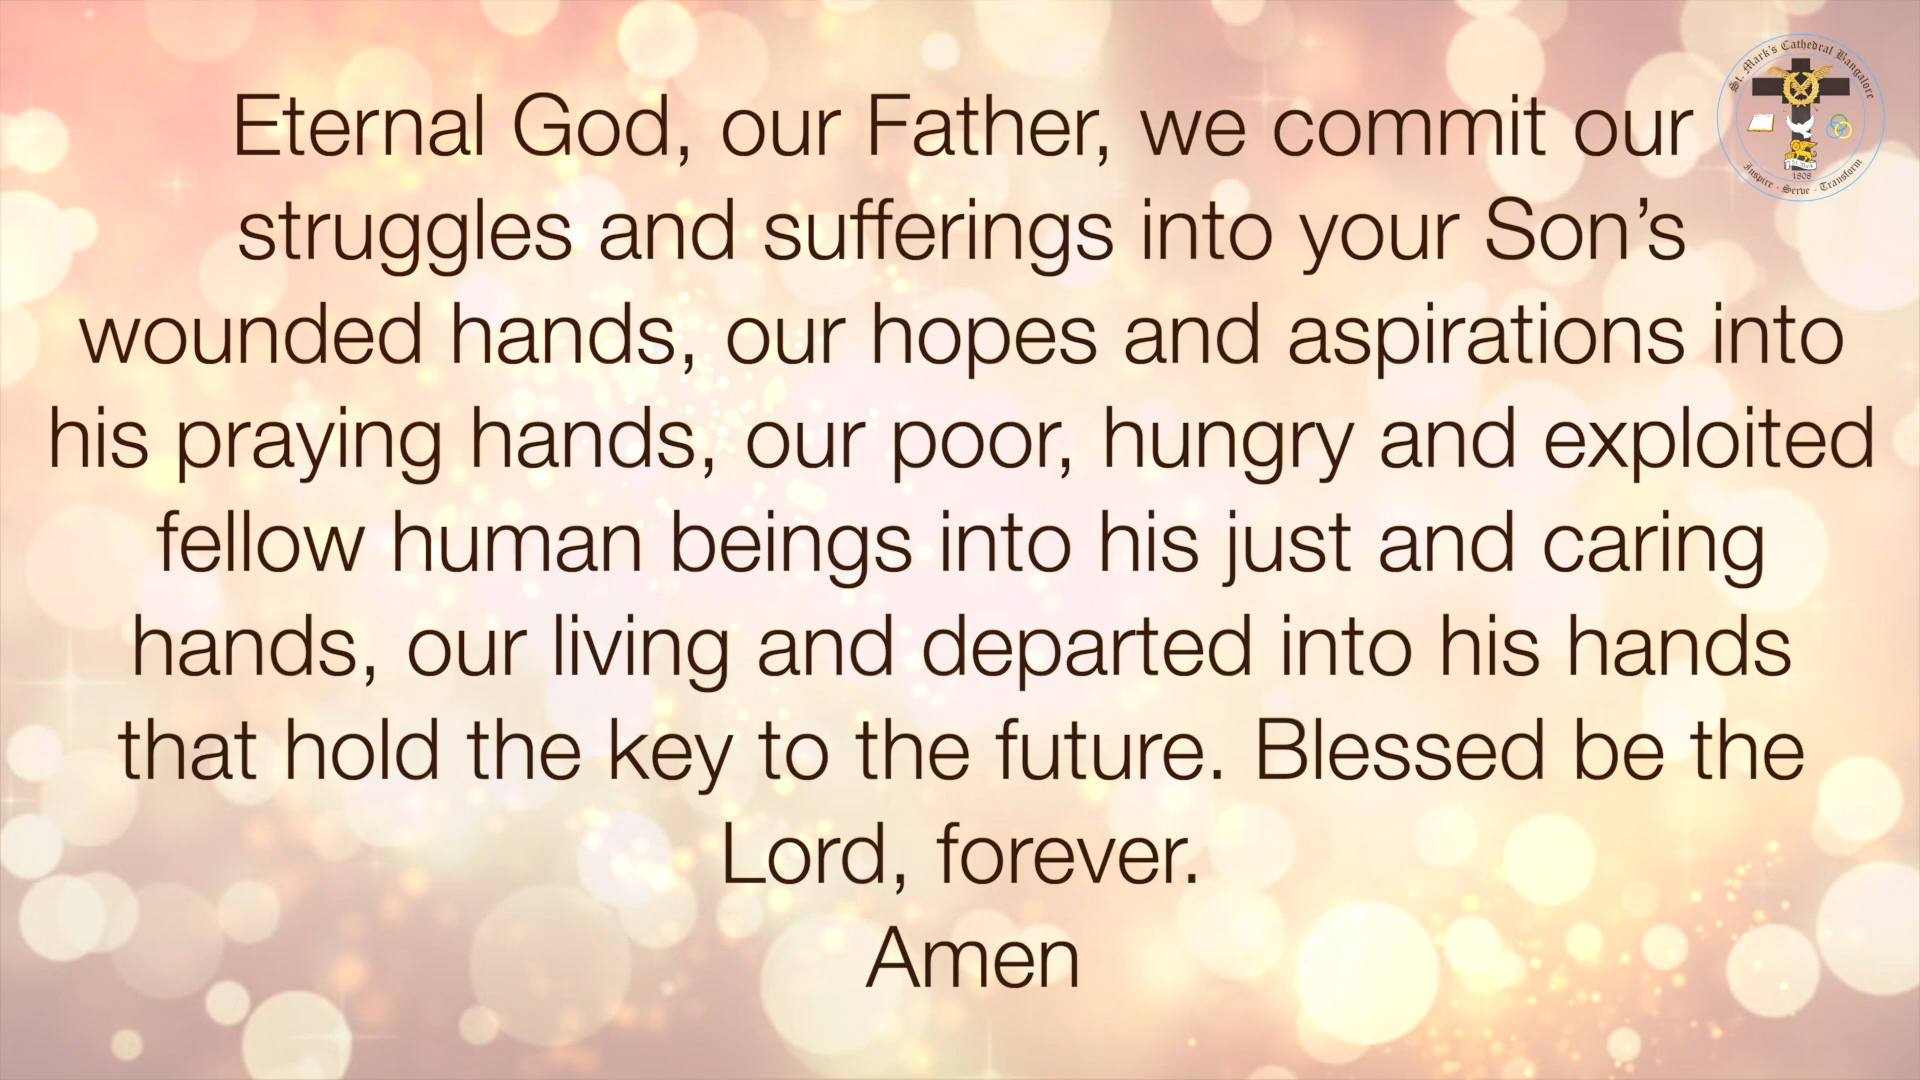 St. Mark's Cathedral Bangalore
Eternal God, our Father, we commit our
struggles and sufferings into your Son’s
wounded hands, our hopes and aspirations into
his praying hands, our poor, hungry and exploited
fellow human beings into his just and caring
hands, our living and departed into his hands
that hold the key to the future. Blessed be the
Lord, forever.
Amen
1808
Inspire - Serve - Transform